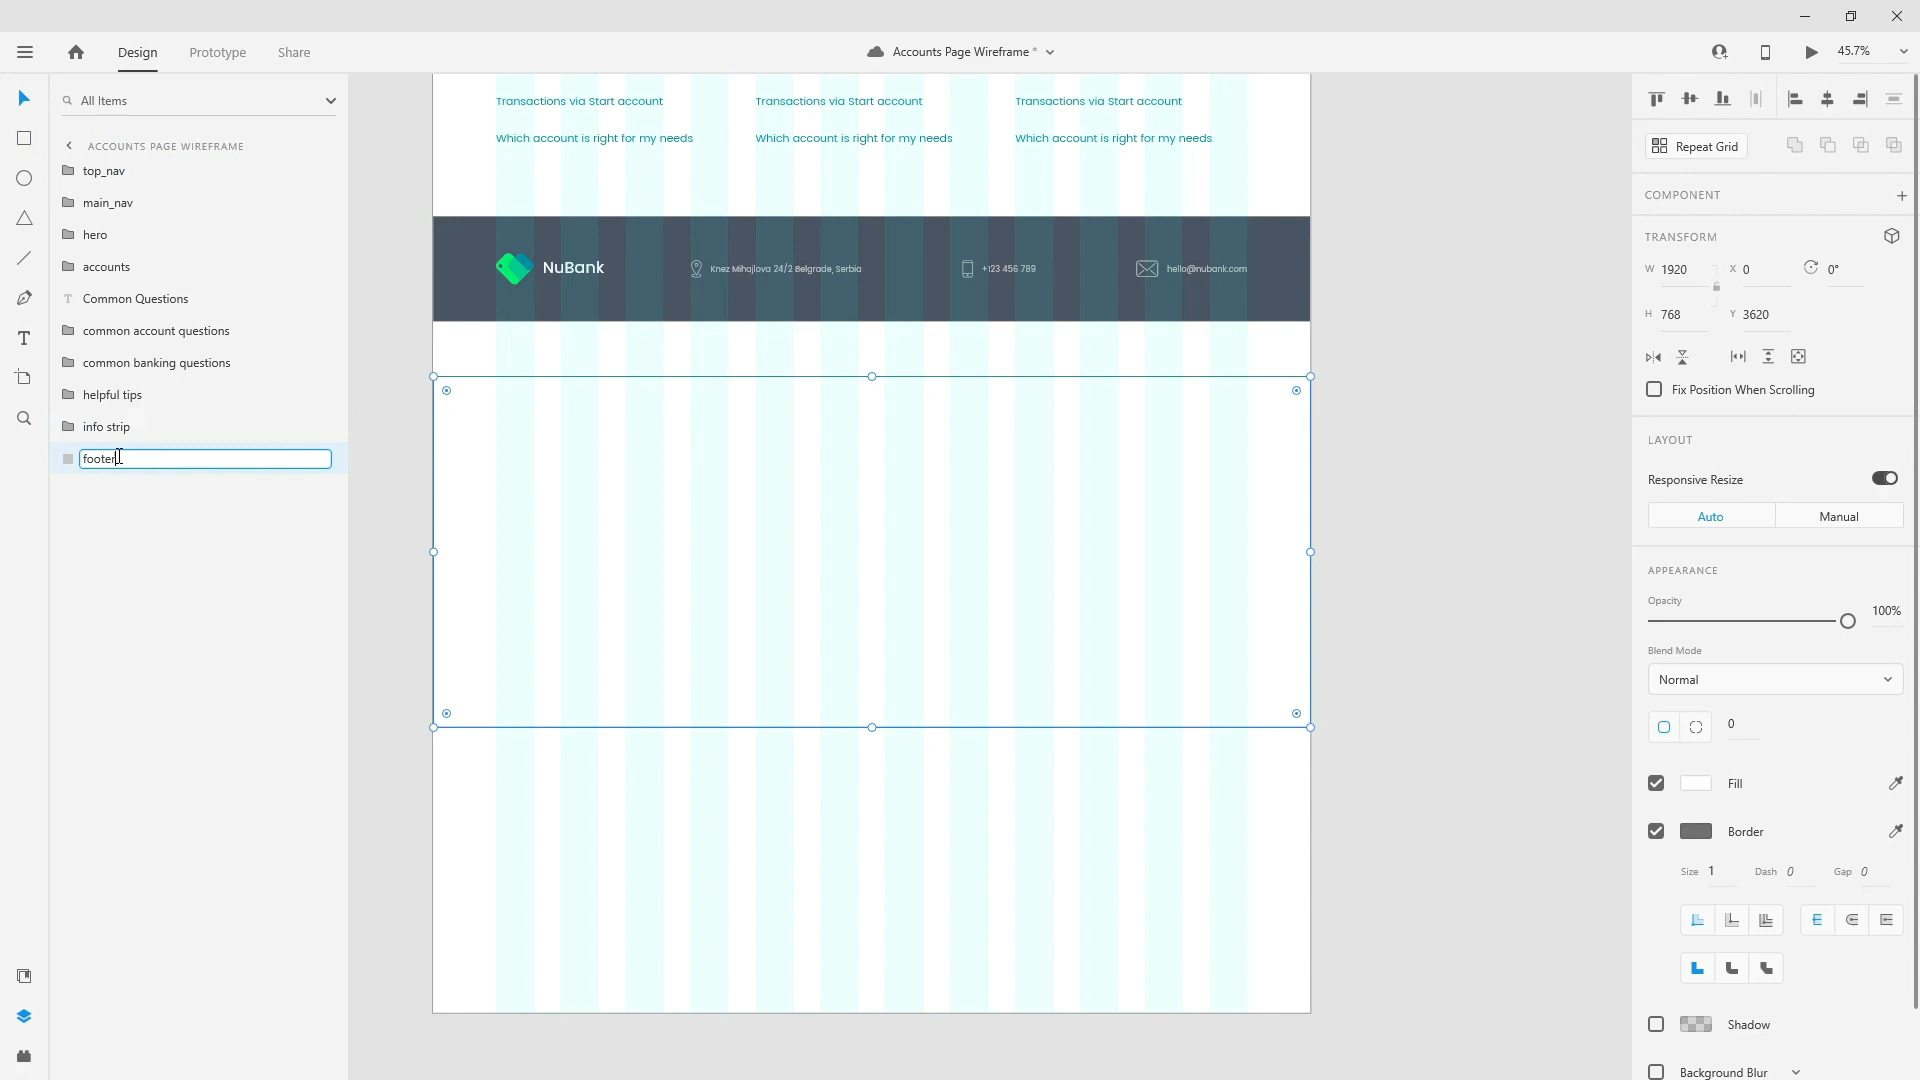 Design
Prototype
Share
Accounts Page Wireframe *
45.7%
All Items
ACCOUNTS PAGE WIREFRAME
top_nav
main_nav
hero
accounts
T Common Questions
common account questions
common banking questions
helpful tips
info strip
footer
Transactions via Start account
Transactions via Start account
Transactions via Start account
Which account is right for my needs
Which account is right for my needs
Which account is right for my needs
NuBank
Knez Mihajlova 24/2 Belgrade, Serbia
+123 456 789
hello@nubank.com
Repeat Grid
COMPONENT
TRANSFORM
W 1920
X 0
0°
H 768
Y 3620
Fix Position When Scrolling
LAYOUT
Responsive Resize
Auto
Manual
APPEARANCE
Opacity
100%
Blend Mode
Normal
0
Fill
Border
Size 1
Dash 0
Gap 0
Shadow
Background Blur